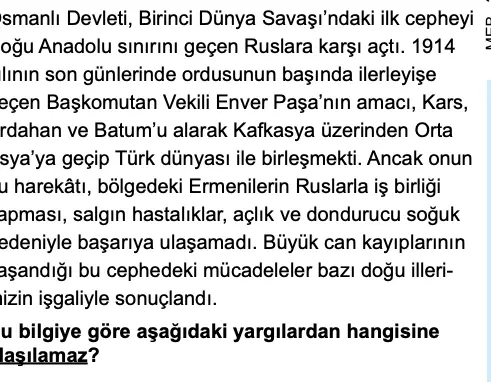 Osmanlı Devleti, Birinci Dünya Savaşı’ndaki ilk cepheyi
oğu Anadolu sınırını geçen Ruslara karşı açtı. 1914
ılının son günlerinde ordusunun başında ilerleyişe
eçen Başkomutan Vekili Enver Paşa’nın amacı, Kars,
rdahan ve Batum’u alarak Kafkasya üzerinden Orta
sya’ya geçip Türk dünyası ile birleşmekti. Ancak onun
u harekâtı, bölgedeki Ermenilerin Ruslarla iş birliği
apması, salgın hastalıklar, açlık ve dondurucu soğuk
edeniyle başarıya ulaşamadı. Büyük can kayıplarının
aşandığı bu cephedeki mücadeleler bazı doğu illeri-
mizin işgaliyle sonuçlandı.
u bilgiye göre aşağıdaki yargılardan hangisine
laşılamaz?
MEB